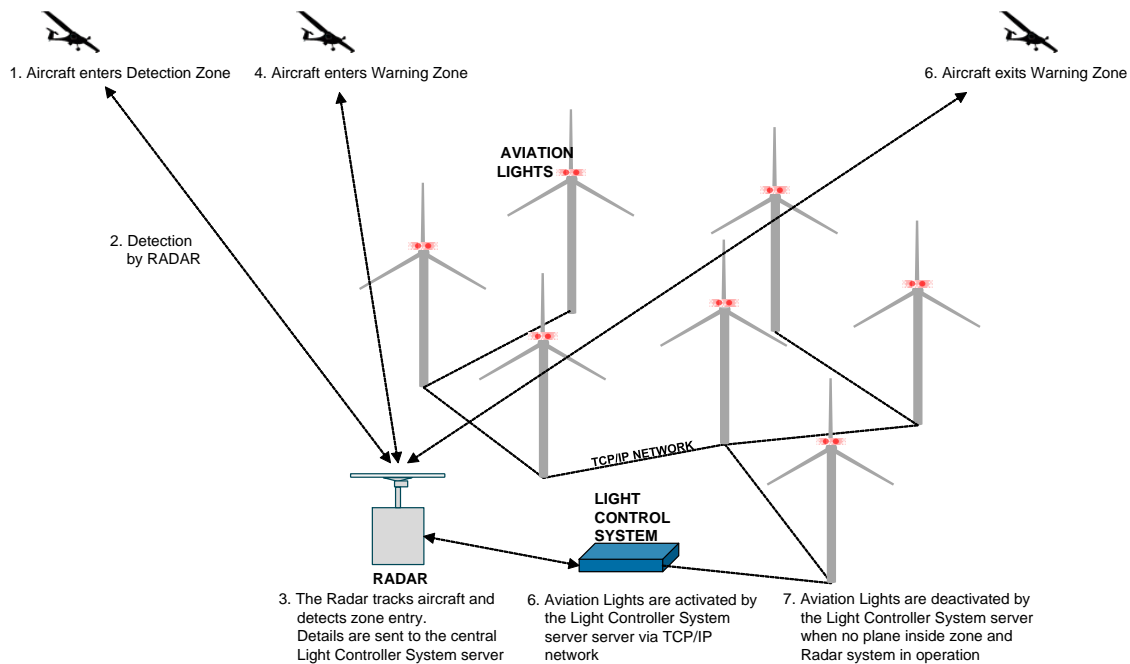 1. Aircraft enters Detection Zone
4. Aircraft enters Warning Zone
6. Aircraft exits Warning Zone
AVIATION
LIGHTS
2. Detection
by RADAR
TCP/IP NETWORK
LIGHT
CONTROL
SYSTEM
RADAR
3. The Radar tracks aircraft and
detects zone entry.
Details are sent to the central
Light Controller System server
6. Aviation Lights are activated by
the Light Controller System
server server via TCP/IP
network
7. Aviation Lights are deactivated by
the Light Controller System server
when no plane inside zone and
Radar system in operation